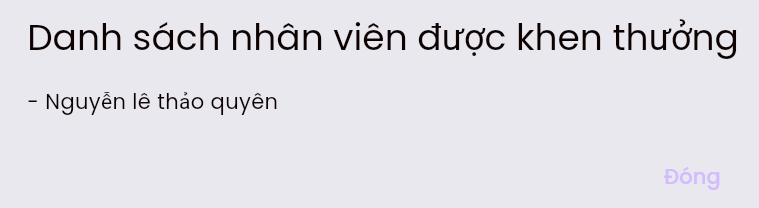 Danh sách nhân viên được khen thưởng
- Nguyễn lê thảo quyên
Đóng